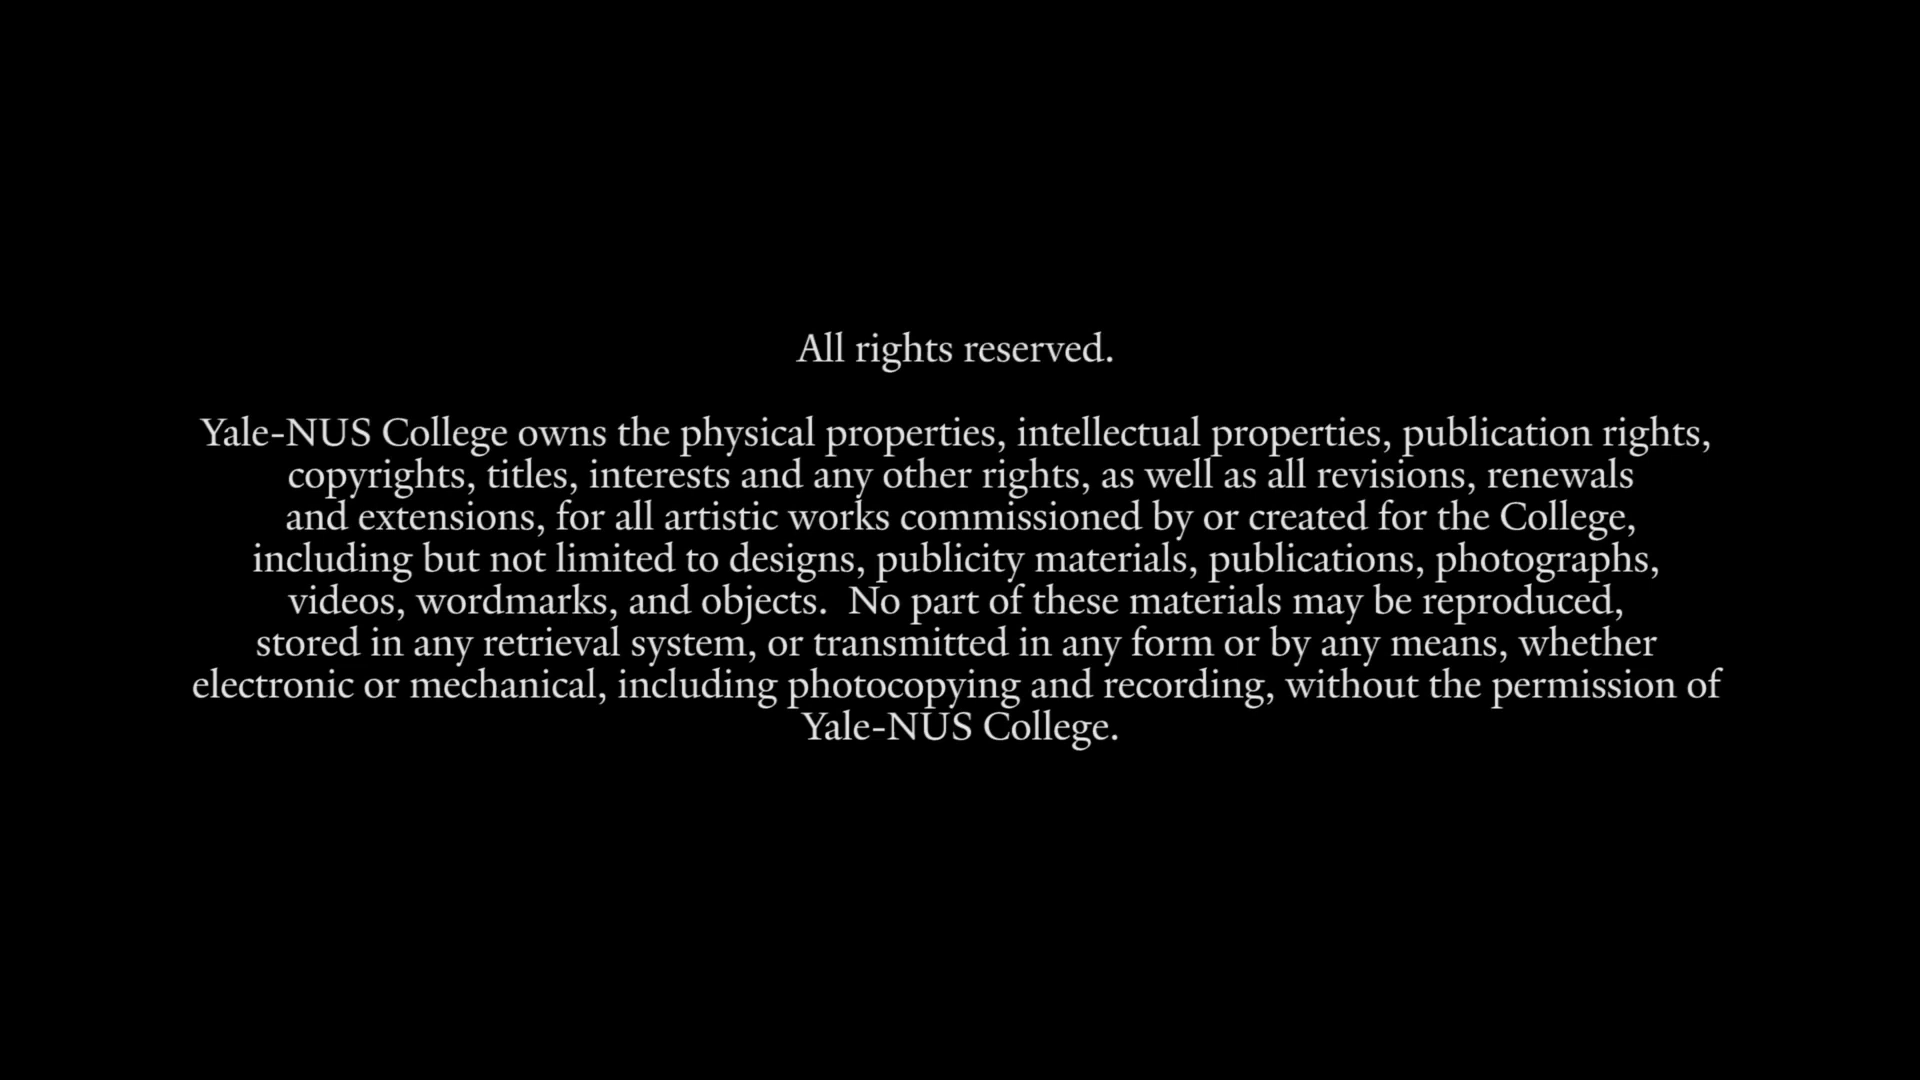 All rights reserved.
Yale-NUS College owns the physical properties, intellectual properties, publication rights,
copyrights, titles, interests and any other rights, as well as all revisions, renewals
and extensions, for all artistic works commissioned by or created for the College,
including but not limited to designs, publicity materials, publications, photographs,
videos, wordmarks, and objects.  No part of these materials may be reproduced,
stored in any retrieval system, or transmitted in any form or by any means, whether
electronic or mechanical, including photocopying and recording, without the permission of
Yale-NUS College.